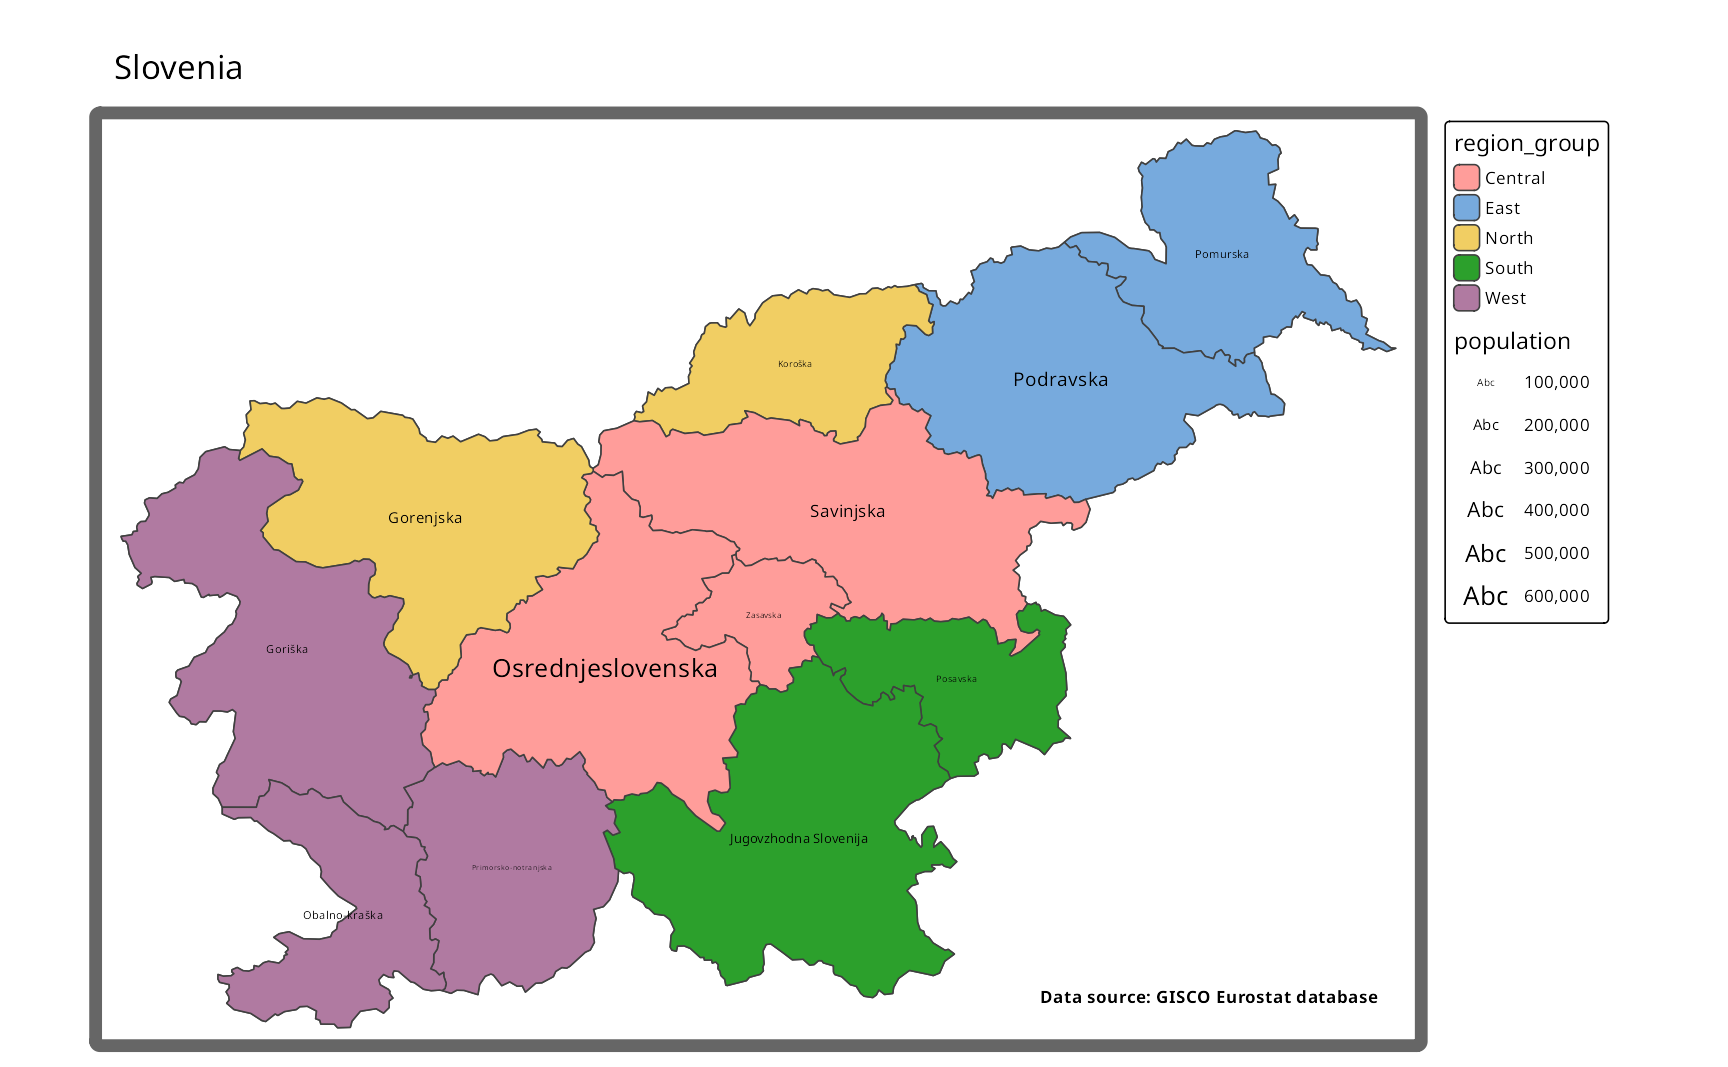 Slovenia
region_group
Central
East
North
South
West
population
Abc 100,000
Abc 200,000
Abc 300,000
Abc 400,000
Abc 500,000
Abc 600,000
Pomurska
Koroška
Podravska
Savinjska
Gorenjska
Zasavska
Goriška
Osrednjeslovenska
Posavska
Jugovzhodna Slovenija
Primorsko-notranjska
Obalno-kraška
Data source: GISCO Eurostat database